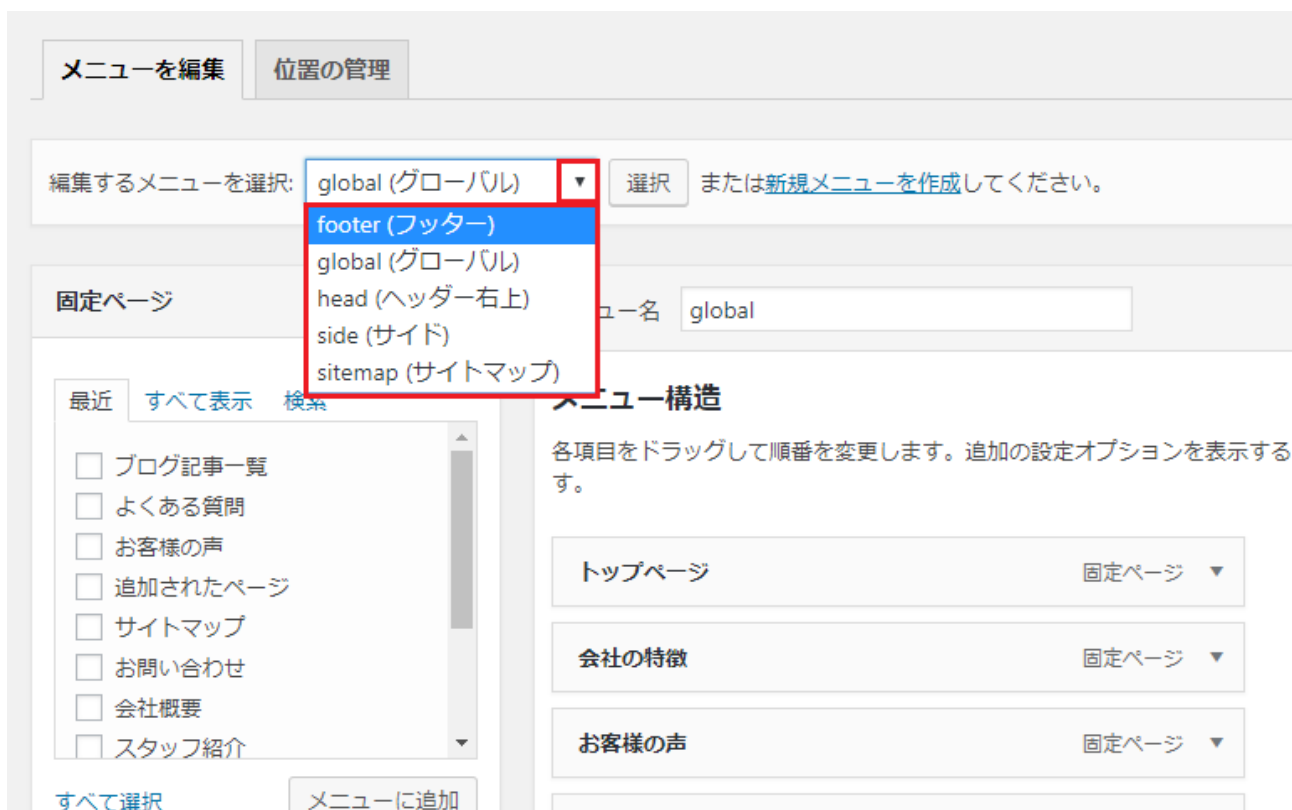 メニューを編集
位置の管理
編集するメニューを選択: global (グローバル) ▼ 選択 または新規メニューを作成してください。
footer (フッター)
global (グローバル)
head (ヘッダー右上)
side (サイド)
sitemap (サイトマップ)
固定ページ
ュー名 global
最近 すべて表示 検索
ブログ記事一覧
よくある質問
お客様の声
追加されたページ
サイトマップ
お問い合わせ
会社概要
スタッフ紹介
すべて選択
メニューに追加
メニュー構造
各項目をドラッグして順番を変更します。追加の設定オプションを表示する
す。
トップページ 固定ページ ▼
会社の特徴 固定ページ ▼
お客様の声 固定ページ ▼